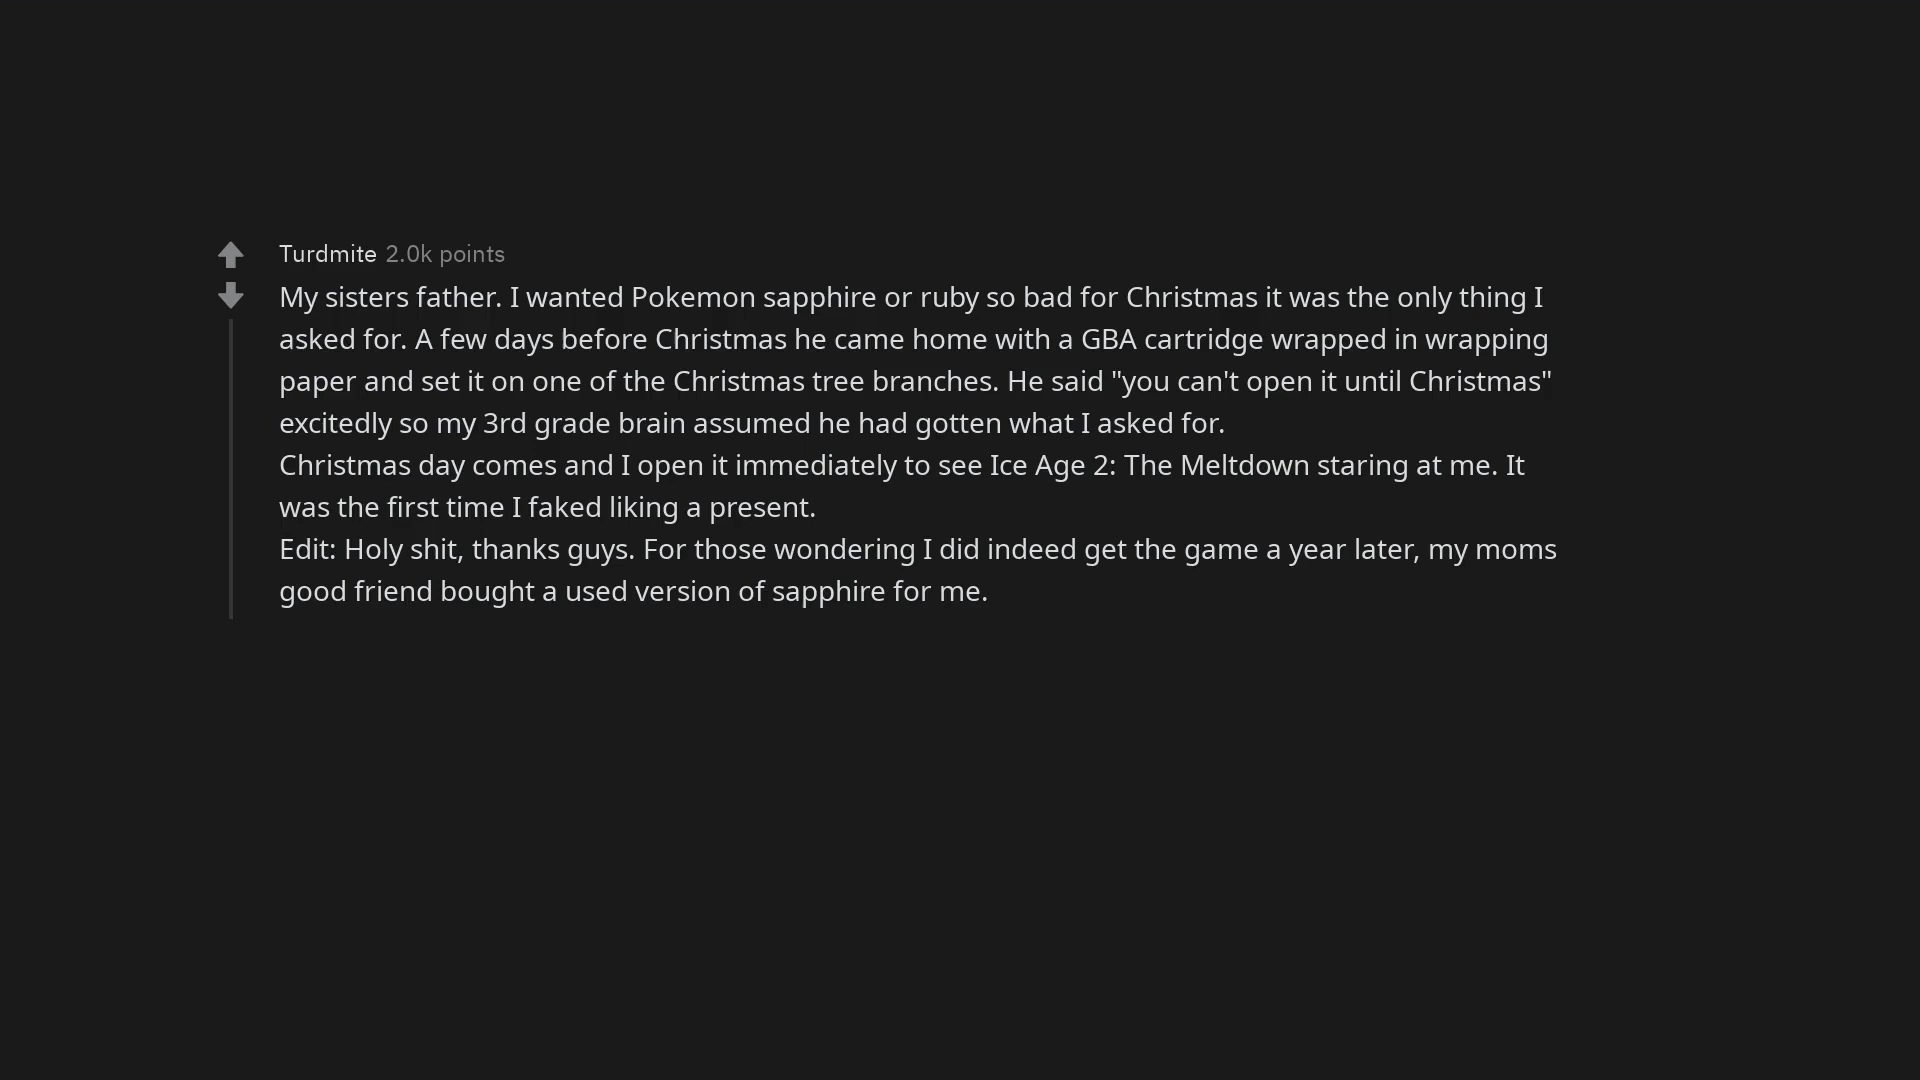 Turdmite 2.0k points
My sisters father. I wanted Pokemon sapphire or ruby so bad for Christmas it was the only thing I
asked for. A few days before Christmas he came home with a GBA cartridge wrapped in wrapping
paper and set it on one of the Christmas tree branches. He said "you can't open it until Christmas"
excitedly so my 3rd grade brain assumed he had gotten what I asked for.
Christmas day comes and I open it immediately to see Ice Age 2: The Meltdown staring at me. It
was the first time I faked liking a present.
Edit: Holy shit, thanks guys. For those wondering I did indeed get the game a year later, my moms
good friend bought a used version of sapphire for me.